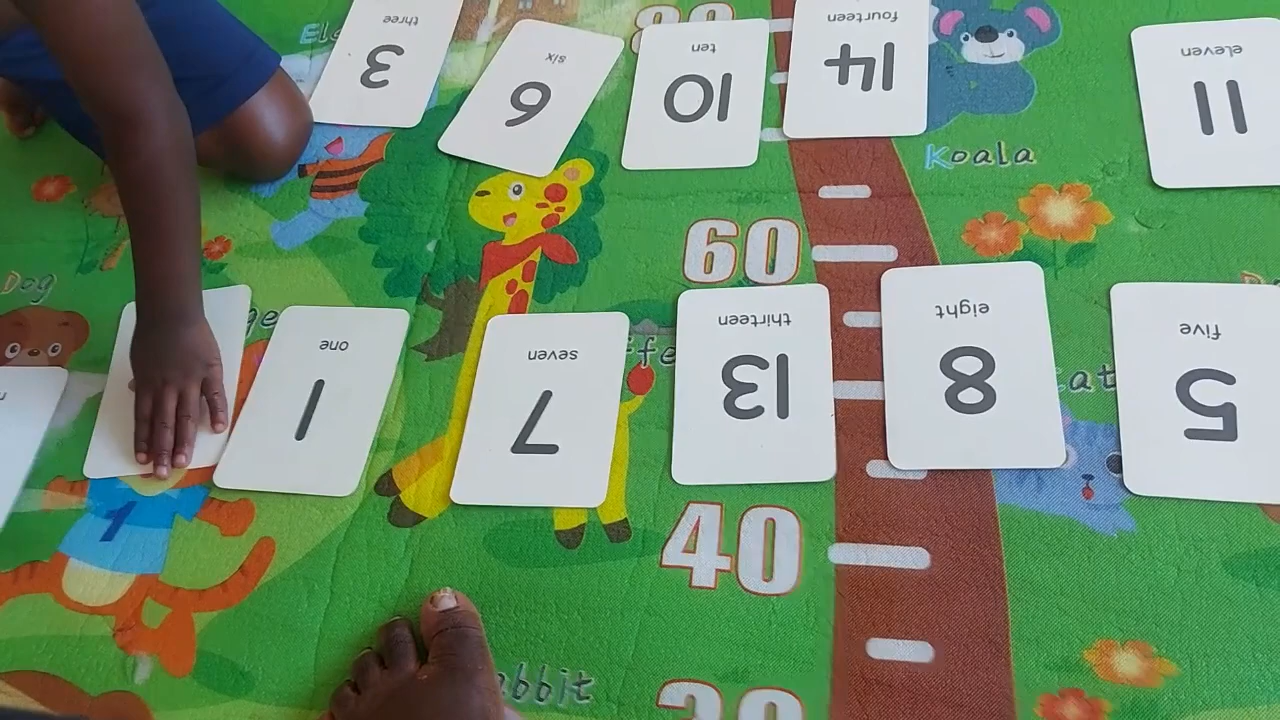 three
3
six
6
ten
10
fourteen
14
eleven
11
Koala
60
Dog
one
1
seven
7
thirteen
13
eight
8
five
5
1
40